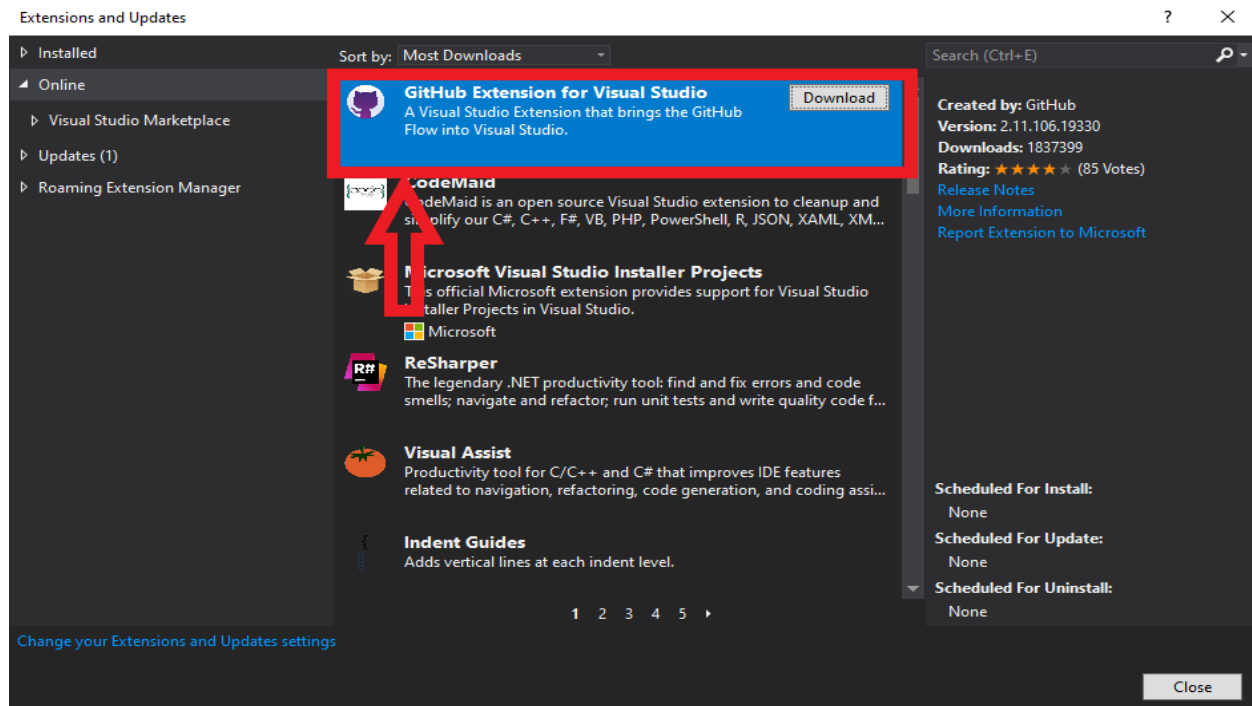 Extensions and Updates
? ×
Installed
Online
Visual Studio Marketplace
Updates (1)
Roaming Extension Manager
Sort by: Most Downloads
GitHub Extension for Visual Studio
Download
A Visual Studio Extension that brings the GitHub
Flow into Visual Studio.
CodeMaid
CodeMaid is an open source Visual Studio extension to cleanup and
simplify our C#, C++, F#, VB, PHP, PowerShell, R, JSON, XAML, XM...
Microsoft Visual Studio Installer Projects
This official Microsoft extension provides support for Visual Studio
Installer Projects in Visual Studio.
Microsoft
R#
ReSharper
The legendary .NET productivity tool: find and fix errors and code
smells; navigate and refactor; run unit tests and write quality code f...
Visual Assist
Productivity tool for C/C++ and C# that improves IDE features
related to navigation, refactoring, code generation, and coding assi...
Indent Guides
Adds vertical lines at each indent level.
1 2 3 4 5
Search (Ctrl+E)
Created by: GitHub
Version: 2.11.106.19330
Downloads: 1837399
Rating: ★★★★★ (85 Votes)
Release Notes
More Information
Report Extension to Microsoft
Scheduled For Install:
None
Scheduled For Update:
None
Scheduled For Uninstall:
None
Change your Extensions and Updates settings
Close